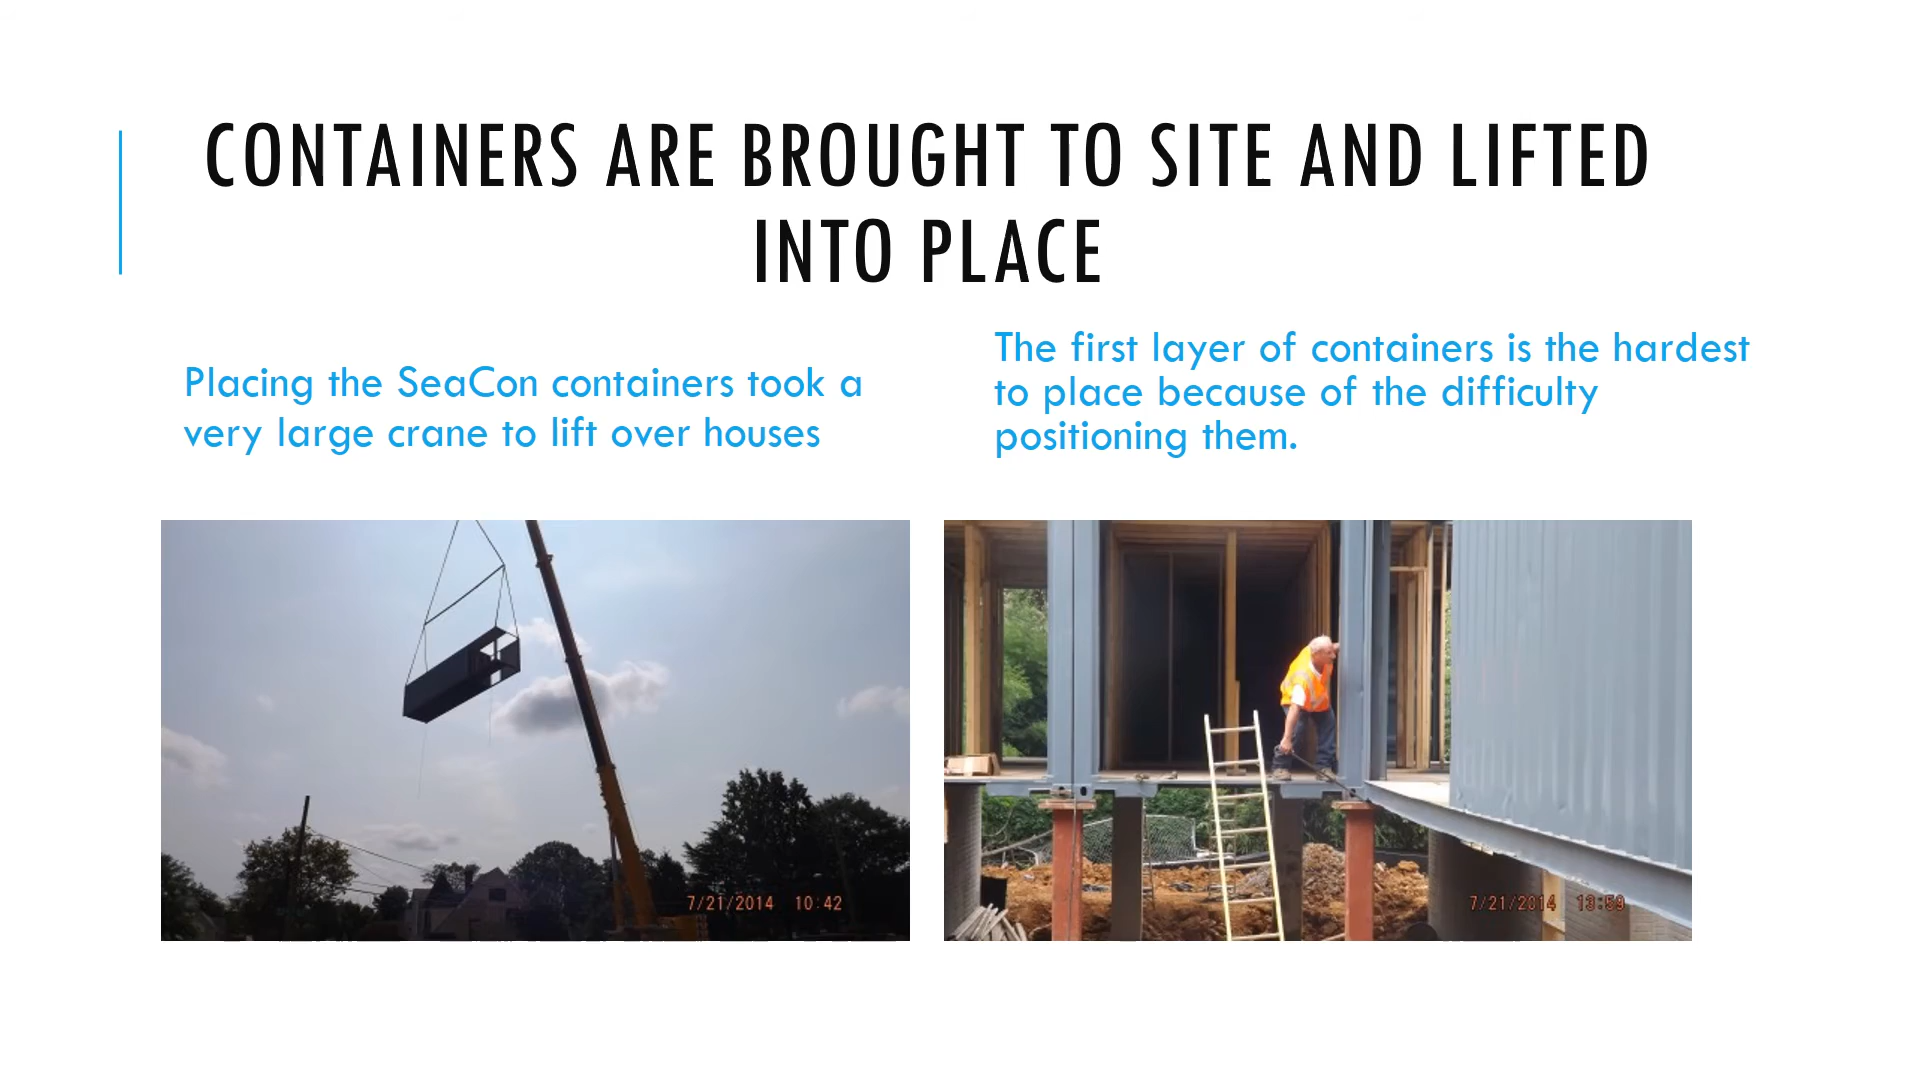 CONTAINERS ARE BROUGHT TO SITE AND LIFTED
INTO PLACE
Placing the SeaCon containers took a
very large crane to lift over houses
The first layer of containers is the hardest
to place because of the difficulty
positioning them.
7/21/2014 10:42
7/21/2014 13:59